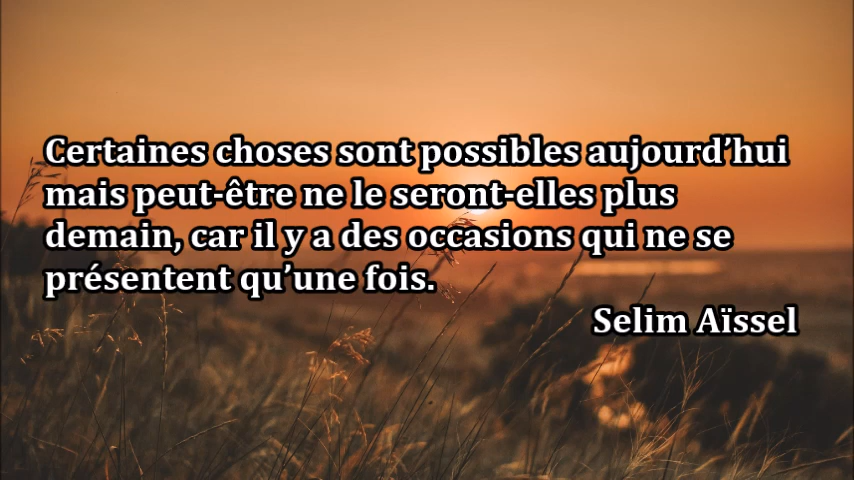 Certaines choses sont possibles aujourd’hui
mais peut-être ne le seront-elles plus
demain, car il y a des occasions qui ne se
présentent qu’une fois.
Selim Aïssel